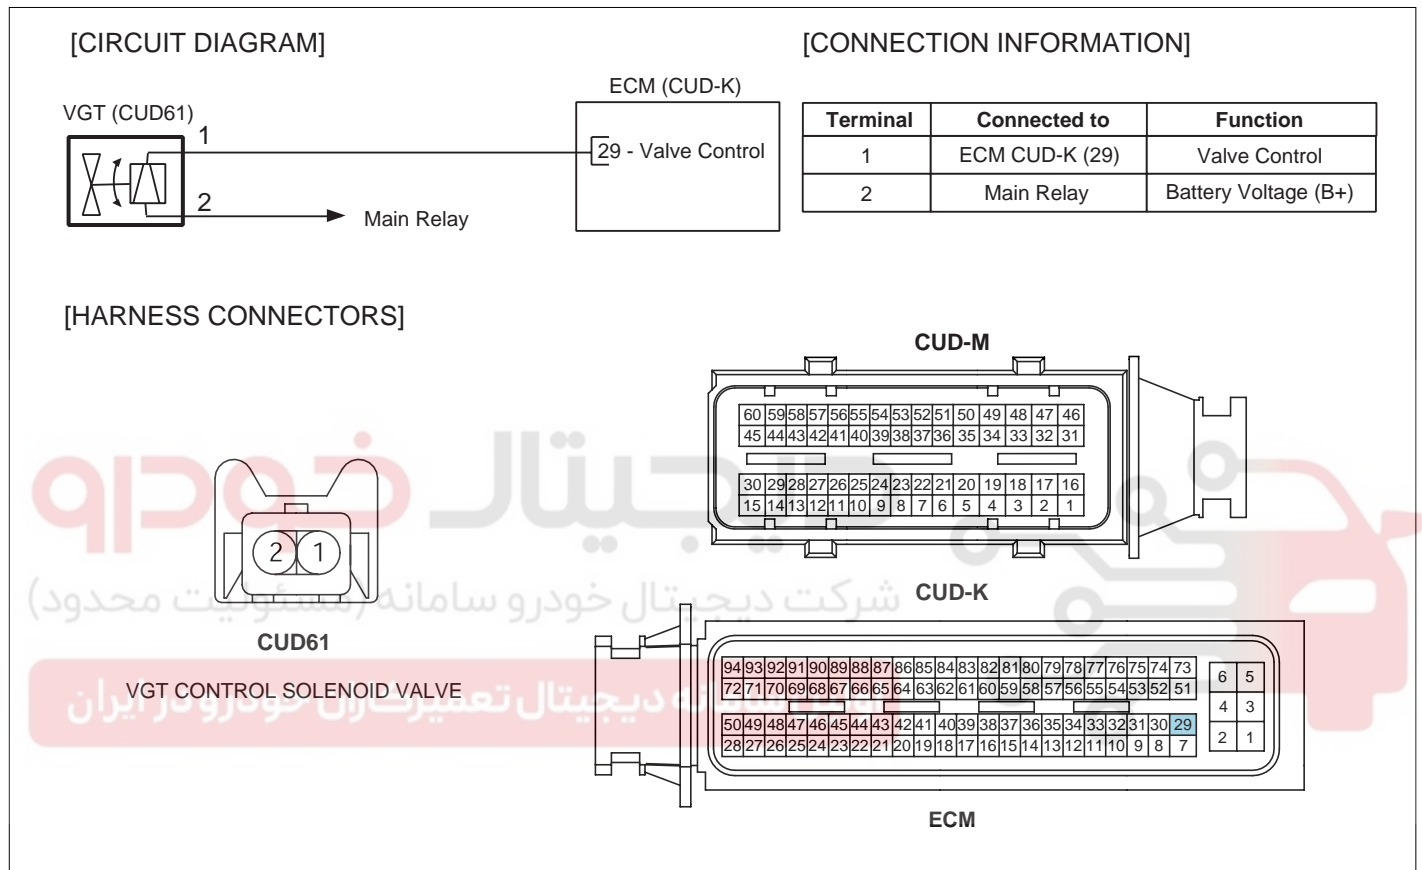 [CIRCUIT DIAGRAM]
[CONNECTION INFORMATION]
ECM (CUD-K)
VGT (CUD61)
1
29 - Valve Control
2
Main Relay
Terminal Connected to Function
1 ECM CUD-K (29) Valve Control
2 Main Relay Battery Voltage (B+)
[HARNESS CONNECTORS]
CUD-M
60 59 58 57 56 55 54 53 52 51 50 49 48 47 46
45 44 43 42 41 40 39 38 37 36 35 34 33 32 31
30 29 28 27 26 25 24 23 22 21 20 19 18 17 16
15 14 13 12 11 10 9 8 7 6 5 4 3 2 1
دیجیتال خودرو
2 1
شرکت دیجیتال خودرو سامانه (مسئولیت محدود)
CUD-K
CUD61
VGT CONTROL SOLENOID VALVE
سامانه دیجیتال تعمیرکاران خودرو در ایران
94 93 92 91 90 89 88 87 86 85 84 83 82 81 80 79 78 77 76 75 74 73
72 71 70 69 68 67 66 65 64 63 62 61 60 59 58 57 56 55 54 53 52 51
50 49 48 47 46 45 44 43 42 41 40 39 38 37 36 35 34 33 32 31 30 29
28 27 26 25 24 23 22 21 20 19 18 17 16 15 14 13 12 11 10 9 8 7
6 5
4 3
2 1
ECM